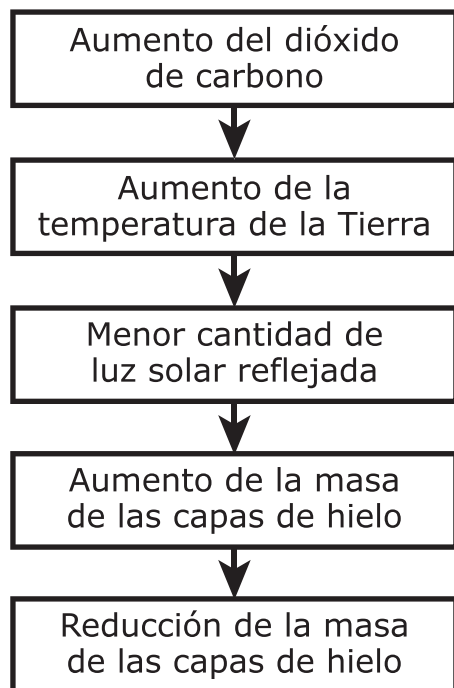 Aumento del dióxido
de carbono
Aumento de la
temperatura de la Tierra
Menor cantidad de
luz solar reflejada
Aumento de la masa
de las capas de hielo
Reducción de la masa
de las capas de hielo